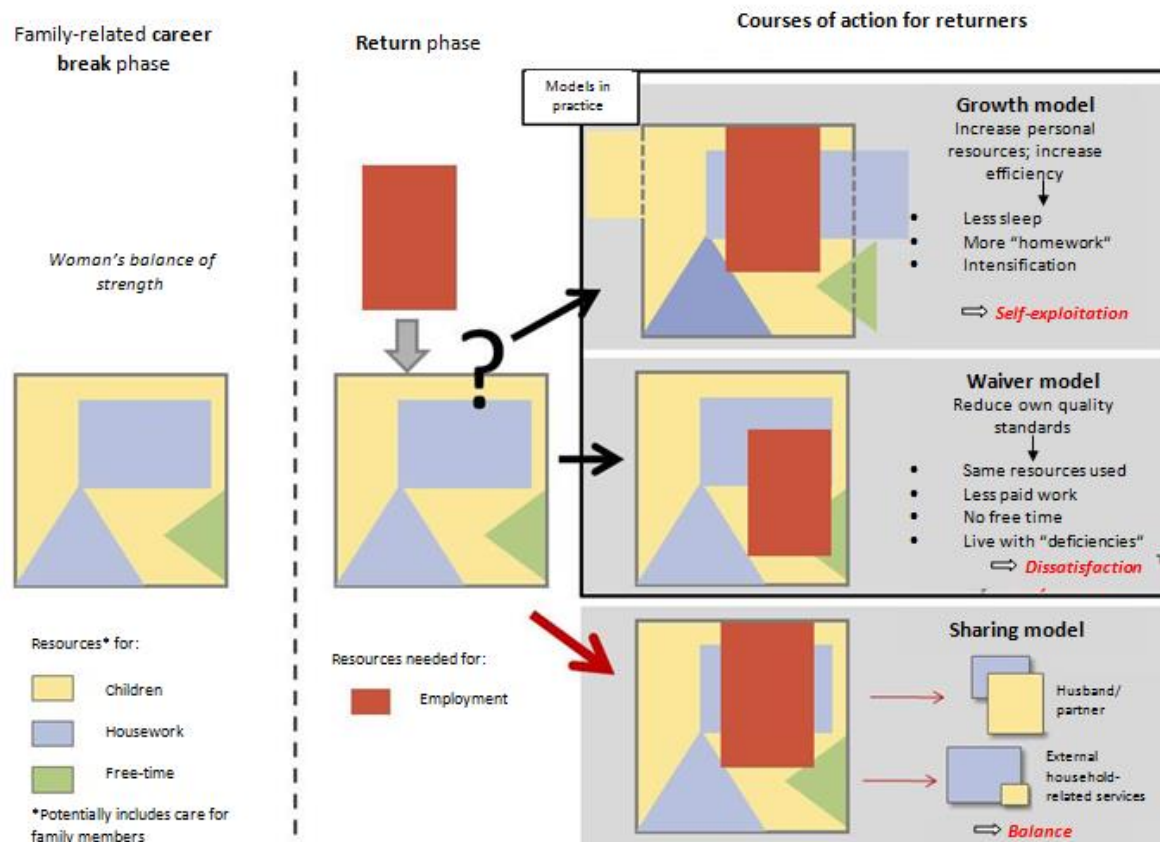 Family-related career
break phase
Woman's balance of
strength
Resources* for:
Children
Housework
Free-time
*Potentially includes care for
family members
Return phase
?
Resources needed for:
Employment
Courses of action for returners
Models in
practice
Growth model
Increase personal
resources; increase
efficiency
• Less sleep
• More "homework"
• Intensification
⇨ Self-exploitation
Waiver model
Reduce own quality
standards
• Same resources used
• Less paid work
• No free time
• Live with "deficiencies"
⇨ Dissatisfaction
Sharing model
Husband/
partner
External
household-
related services
⇨ Balance